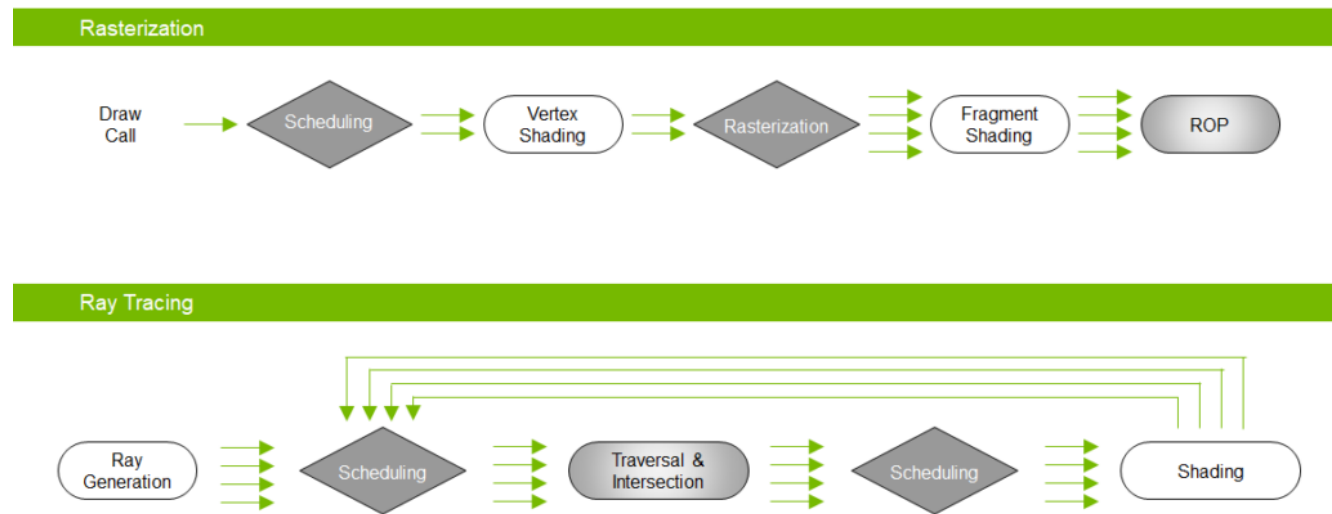 Rasterization
Draw
Call
Scheduling
Vertex
Shading
Rasterization
Fragment
Shading
ROP
Ray Tracing
Ray
Generation
Scheduling
Traversal &
Intersection
Scheduling
Shading